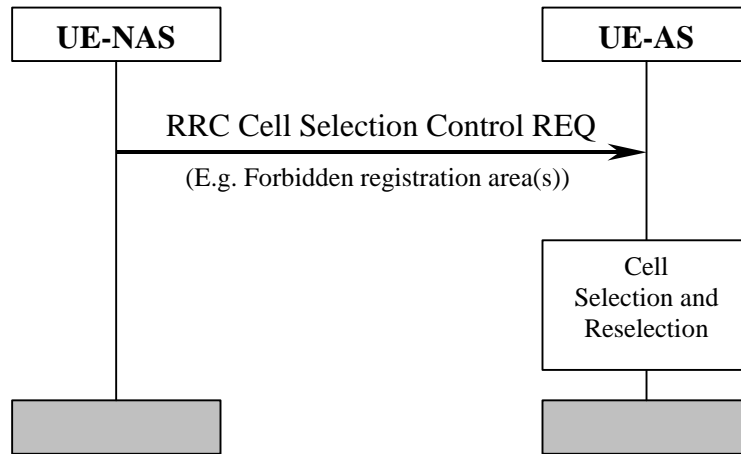 UE-NAS
UE-AS
RRC Cell Selection Control REQ
(E.g. Forbidden registration area(s))
Cell
Selection and
Reselection